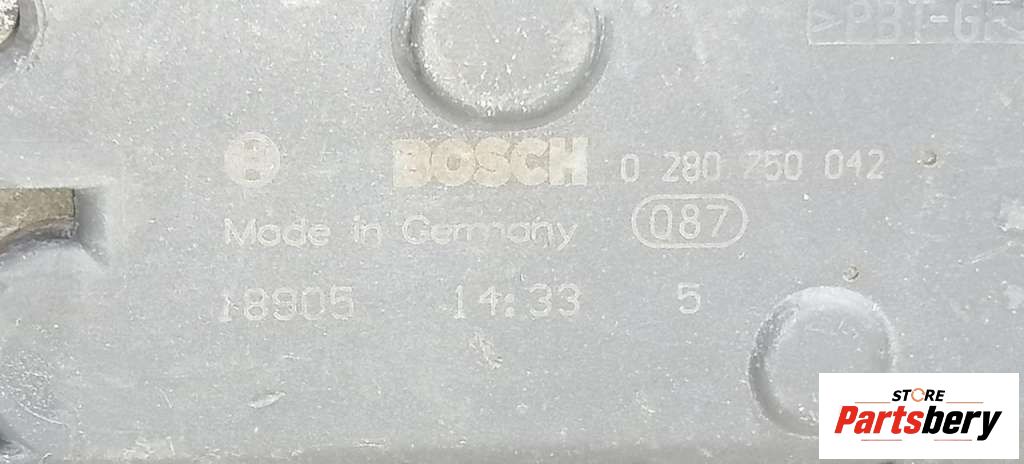 >PBT-GF
BOSCH 0 280 750 042
Made in Germany 087
18905 14:33 5
STORE
Partsbery